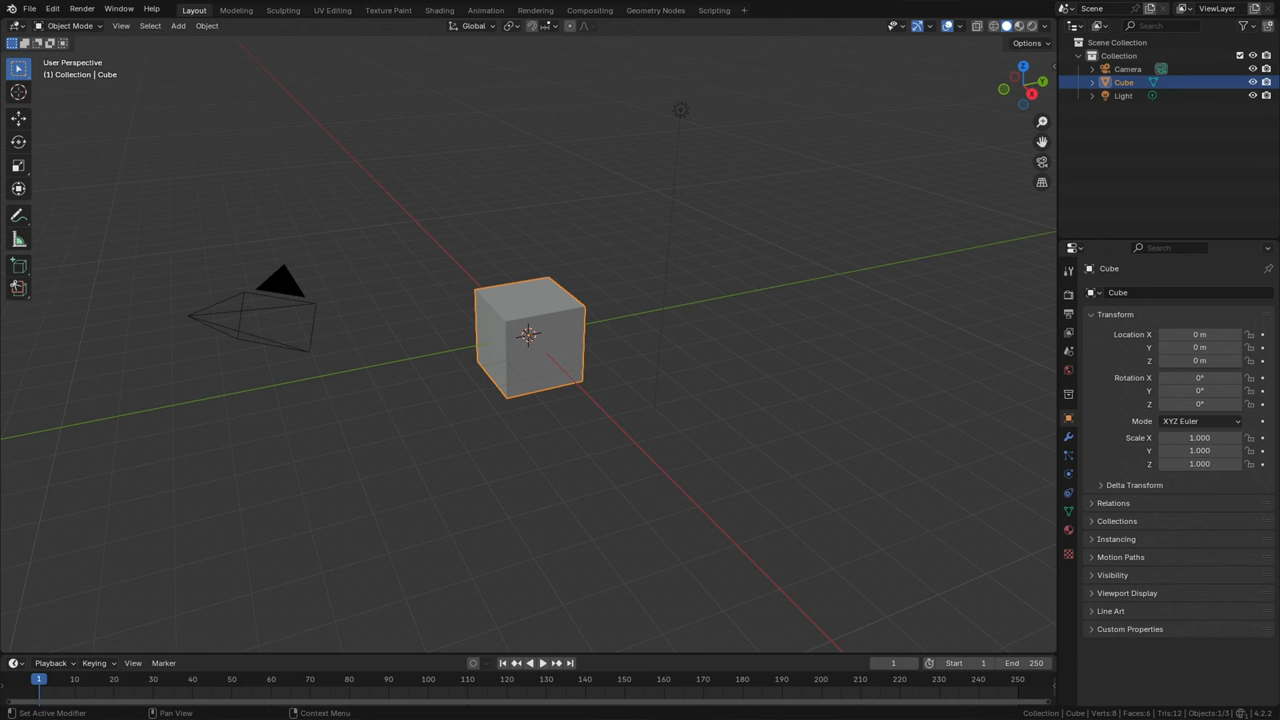 File Edit Render Window Help Layout Modeling Sculpting UV Editing Texture Paint Shading Animation Rendering Compositing Geometry Nodes Scripting + Scene ViewLayer
Object Mode View Select Add Object Global Search
Options
User Perspective
(1) Collection | Cube
Z
Y
X
Scene Collection
Collection
Camera
Cube
Light
Search
Cube
Cube
Transform
Location X 0 m
Y 0 m
Z 0 m
Rotation X 0°
Y 0°
Z 0°
Mode XYZ Euler
Scale X 1.000
Y 1.000
Z 1.000
Delta Transform
Relations
Collections
Instancing
Motion Paths
Visibility
Viewport Display
Line Art
Custom Properties
Playback Keying View Marker 1 Start 1 End 250
1 10 20 30 40 50 60 70 80 90 100 110 120 130 140 150 160 170 180 190 200 210 220 230 240 250
Set Active Modifier Pan View Context Menu Collection | Cube | Verts:8 | Faces:6 | Tris:12 | Objects:1/3 4.2.2